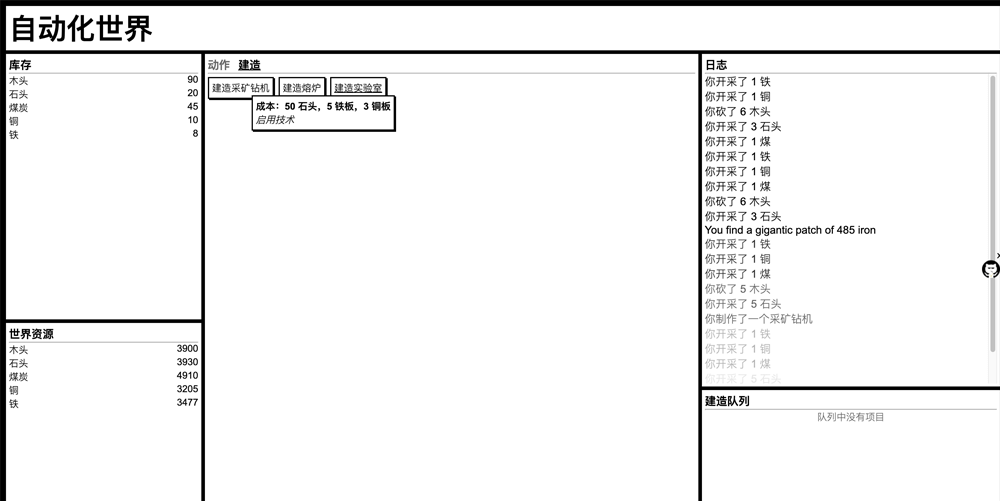 自动化世界
库存
木头 90
石头 20
煤炭 45
铜 10
铁 8
世界资源
木头 3900
石头 3930
煤炭 4910
铜 3205
铁 3477
动作 建造
建造采矿钻机 建造熔炉 建造实验室
成本：50 石头，5 铁板，3 铜板
启用技术
日志
你开采了 1 铁
你开采了 1 铜
你砍了 6 木头
你开采了 3 石头
你开采了 1 煤
你开采了 1 铁
你开采了 1 铜
你开采了 1 煤
你砍了 6 木头
你开采了 3 石头
You find a gigantic patch of 485 iron
你开采了 1 铁
你开采了 1 铜
你开采了 1 煤
你砍了 5 木头
你开采了 5 石头
你制作了一个采矿钻机
你开采了 1 铁
你开采了 1 铜
你开采了 1 煤
你开采了 5 石头
建造队列
队列中没有项目